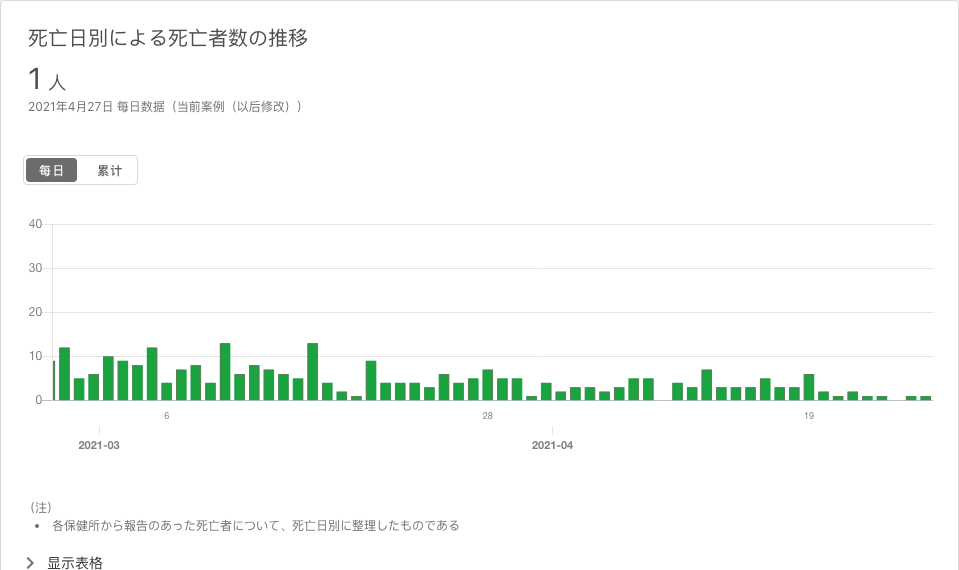 死亡日別による死亡者数の推移
1 人
2021年4月27日 每日数据（当前案例（以后修改））
每日 累计
40
30
20
10
0
6 28 19
2021-03 2021-04
（注）
• 各保健所から報告のあった死亡者について、死亡日別に整理したものである
显示表格